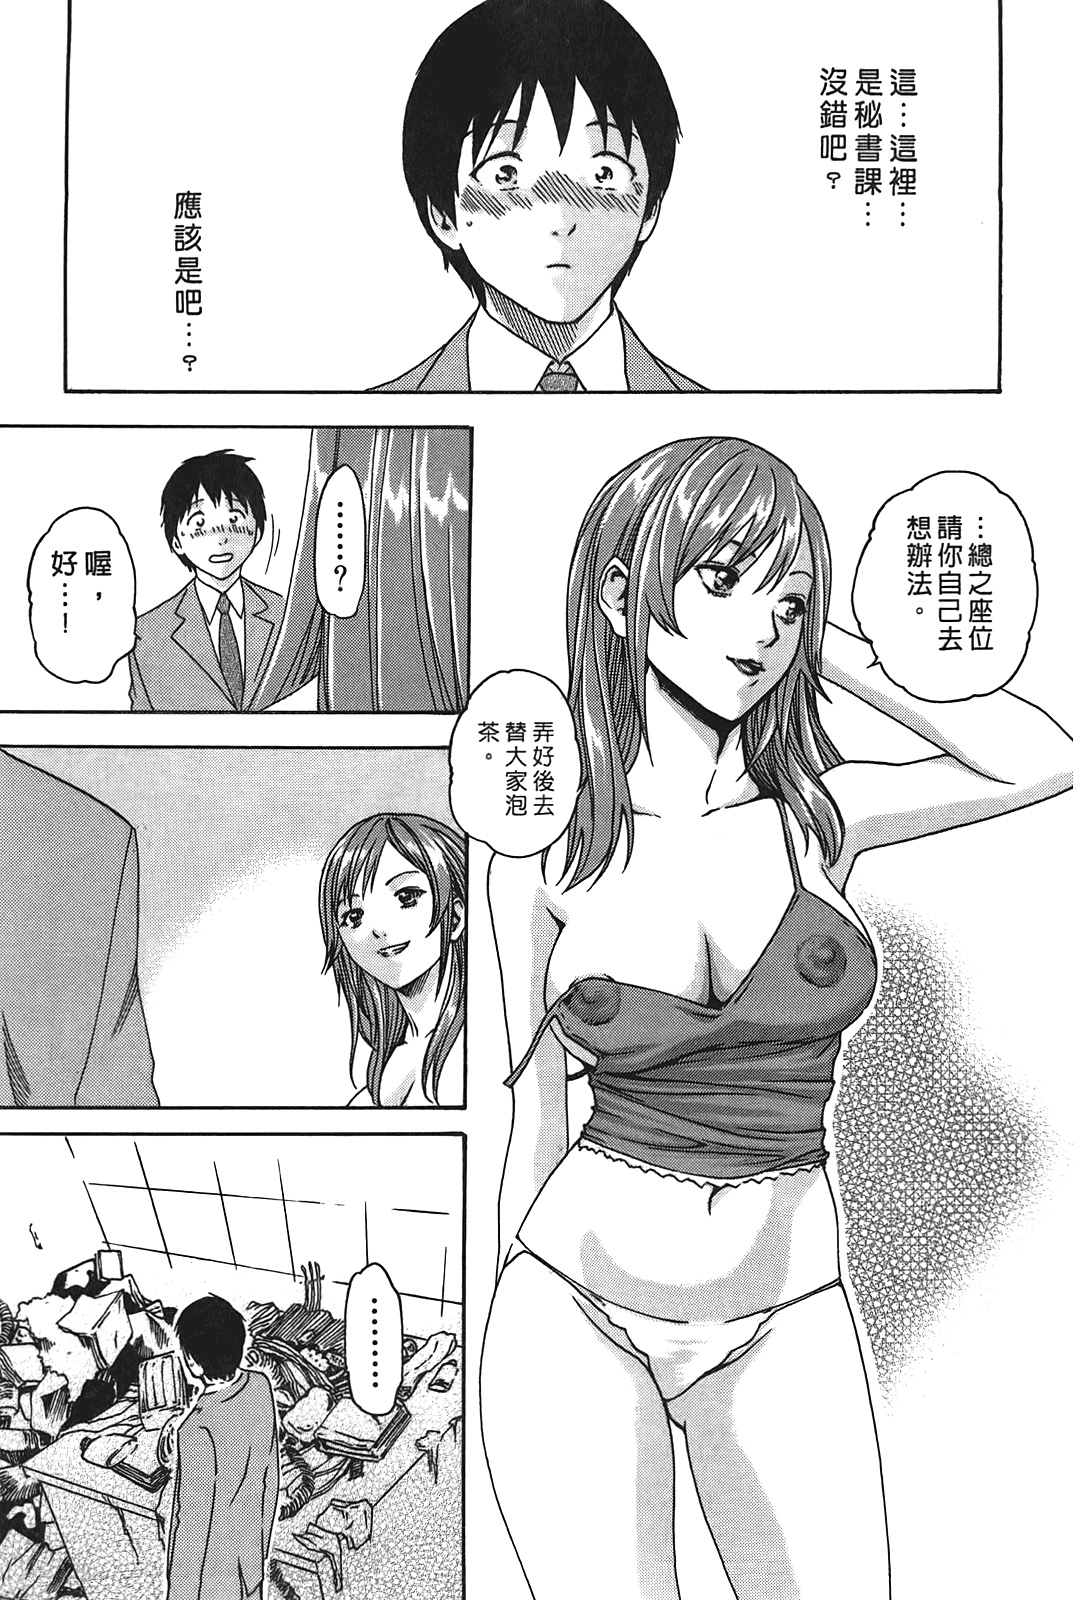 這…這裡…
是秘書課…
沒錯吧？
應該是吧…？
…總之座位
請你自己去
想辦法。
弄好後去
替大家泡
茶。
……？
喔，
好…！
………